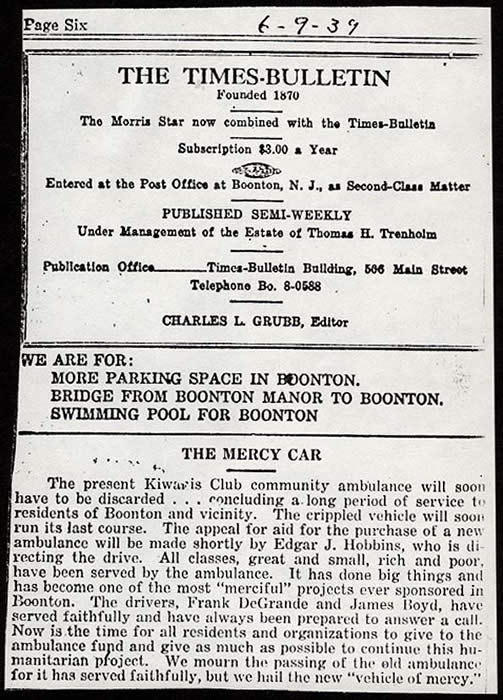 Page Six
6-9-39
THE TIMES-BULLETIN
Founded 1870
The Morris Star now combined with the Times-Bulletin
Subscription $3.00 a Year
Entered at the Post Office at Boonton, N. J., as Second-Class Matter
PUBLISHED SEMI-WEEKLY
Under Management of the Estate of Thomas H. Trenholm
Publication Office Times-Bulletin Building, 566 Main Street
Telephone Bo. 8-0588
CHARLES L. GRUBB, Editor
WE ARE FOR:
MORE PARKING SPACE IN BOONTON.
BRIDGE FROM BOONTON MANOR TO BOONTON.
SWIMMING POOL FOR BOONTON
THE MERCY CAR
The present Kiwanis Club community ambulance will soon
have to be discarded . . . concluding a long period of service to
residents of Boonton and vicinity. The crippled vehicle will soon
run its last course. The appeal for aid for the purchase of a new
ambulance will be made shortly by Edgar J. Hobbins, who is di-
recting the drive. All classes, great and small, rich and poor,
have been served by the ambulance. It has done big things and
has become one of the most "merciful" projects ever sponsored in
Boonton. The drivers, Frank DeGrande and James Boyd, have
served faithfully and have always been prepared to answer a call.
Now is the time for all residents and organizations to give to the
ambulance fund and give as much as possible to continue this hu-
manitarian project. We mourn the passing of the old ambulance
for it has served faithfully, but we hail the new "vehicle of mercy."